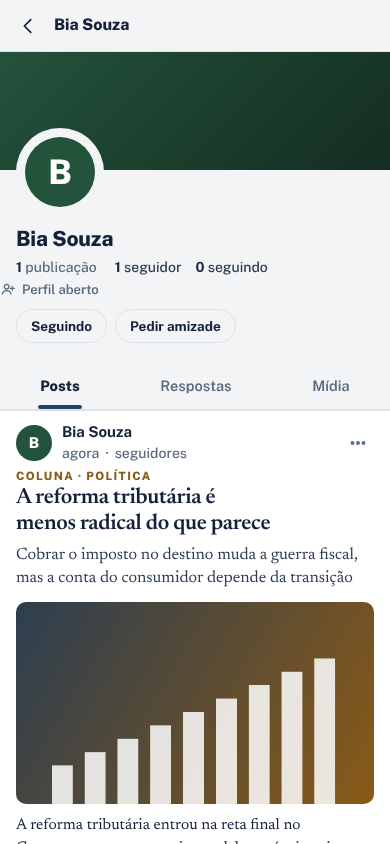 Bia Souza
B
Bia Souza
1 publicação 1 seguidor 0 seguindo
Perfil aberto
Seguindo Pedir amizade
Posts Respostas Mídia
B Bia Souza
agora · seguidores
COLUNA · POLÍTICA
A reforma tributária é
menos radical do que parece
Cobrar o imposto no destino muda a guerra fiscal,
mas a conta do consumidor depende da transição
A reforma tributária entrou na reta final no